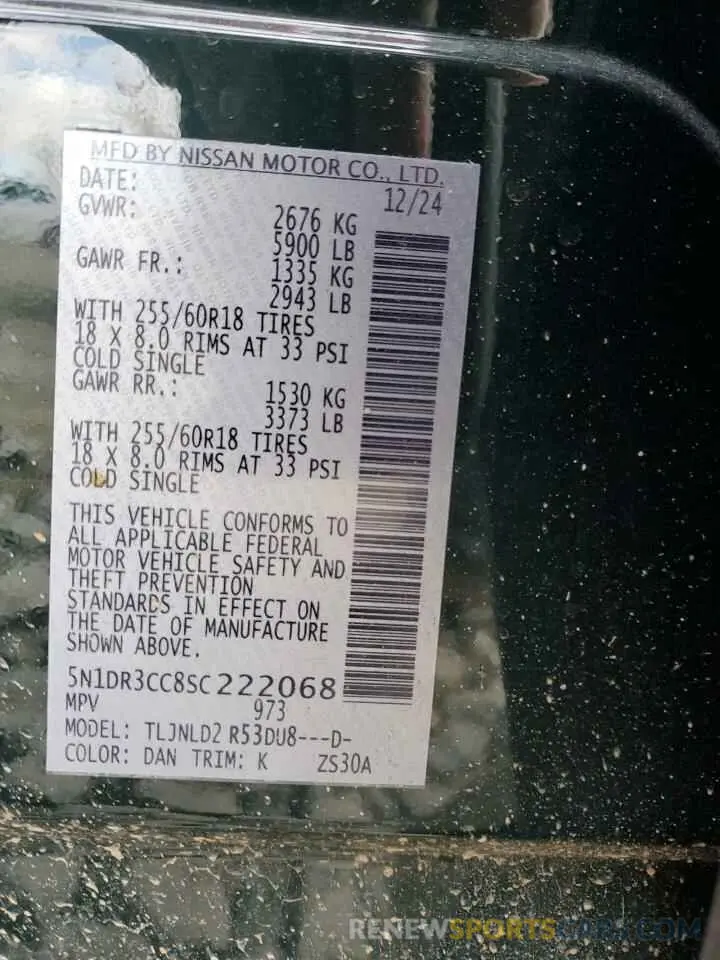 MFD BY NISSAN MOTOR CO., LTD.
DATE: 12/24
GVWR: 2676 KG
5900 LB
GAWR FR.: 1335 KG
2943 LB
WITH 255/60R18 TIRES
18 X 8.0 RIMS AT 33 PSI
COLD SINGLE
GAWR RR.: 1530 KG
3373 LB
WITH 255/60R18 TIRES
18 X 8.0 RIMS AT 33 PSI
COLD SINGLE
THIS VEHICLE CONFORMS TO
ALL APPLICABLE FEDERAL
MOTOR VEHICLE SAFETY AND
THEFT PREVENTION
STANDARDS IN EFFECT ON
THE DATE OF MANUFACTURE
SHOWN ABOVE.
5N1DR3CC8SC222068
MPV 973
MODEL: TLJNLD2 R53DU8---D-
COLOR: DAN TRIM: K ZS30A
RENEWSPORTSCARS.COM